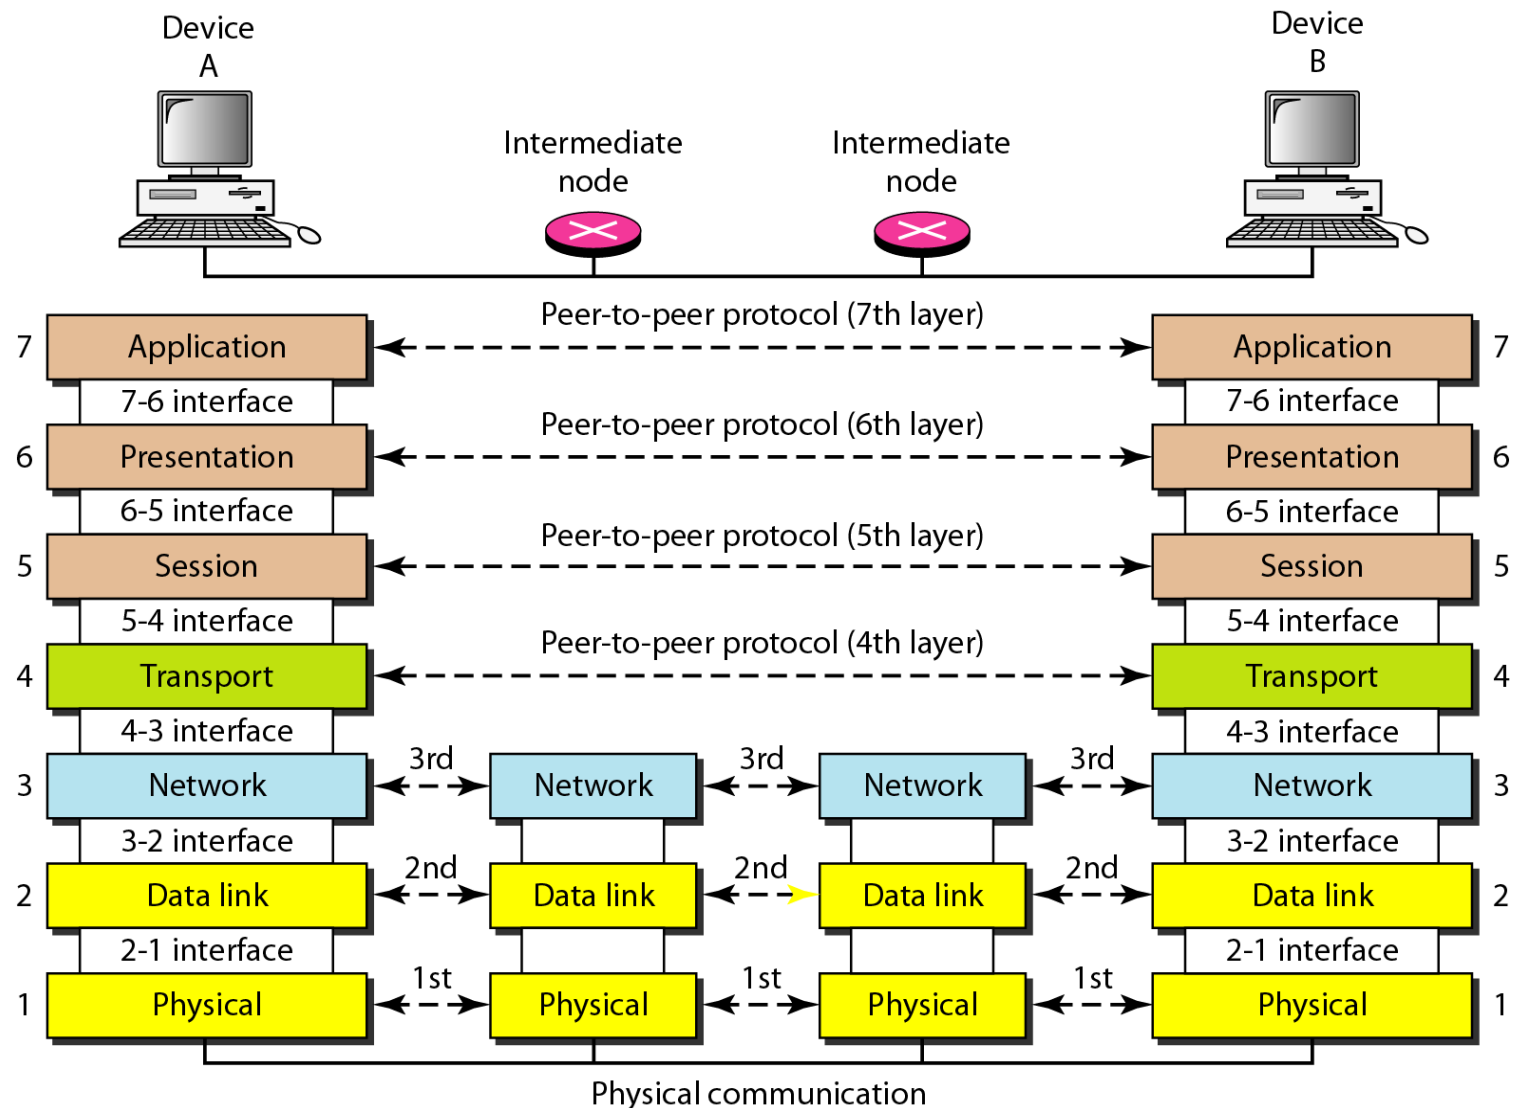 Device
A
Device
B
Intermediate
node
Intermediate
node
Peer-to-peer protocol (7th layer)
7 Application Application 7
7-6 interface 7-6 interface
Peer-to-peer protocol (6th layer)
6 Presentation Presentation 6
6-5 interface 6-5 interface
Peer-to-peer protocol (5th layer)
5 Session Session 5
5-4 interface 5-4 interface
Peer-to-peer protocol (4th layer)
4 Transport Transport 4
4-3 interface 4-3 interface
3rd 3rd 3rd
3 Network Network Network Network 3
3-2 interface 3-2 interface
2nd 2nd 2nd
2 Data link Data link Data link Data link 2
2-1 interface 2-1 interface
1st 1st 1st
1 Physical Physical Physical Physical 1
Physical communication